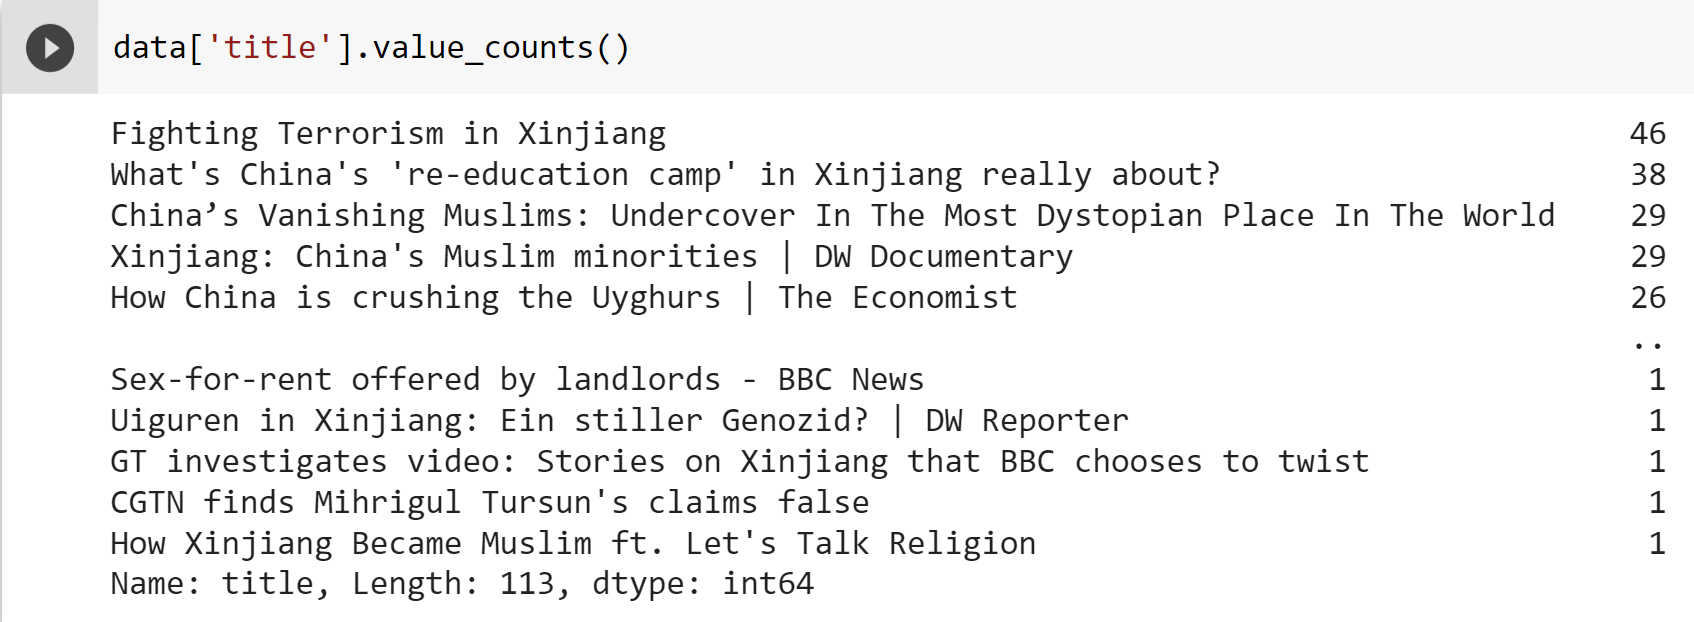 data['title'].value_counts()
Fighting Terrorism in Xinjiang 46
What's China's 're-education camp' in Xinjiang really about? 38
China’s Vanishing Muslims: Undercover In The Most Dystopian Place In The World 29
Xinjiang: China's Muslim minorities | DW Documentary 29
How China is crushing the Uyghurs | The Economist 26
..
Sex-for-rent offered by landlords - BBC News 1
Uiguren in Xinjiang: Ein stiller Genozid? | DW Reporter 1
GT investigates video: Stories on Xinjiang that BBC chooses to twist 1
CGTN finds Mihrigul Tursun's claims false 1
How Xinjiang Became Muslim ft. Let's Talk Religion 1
Name: title, Length: 113, dtype: int64